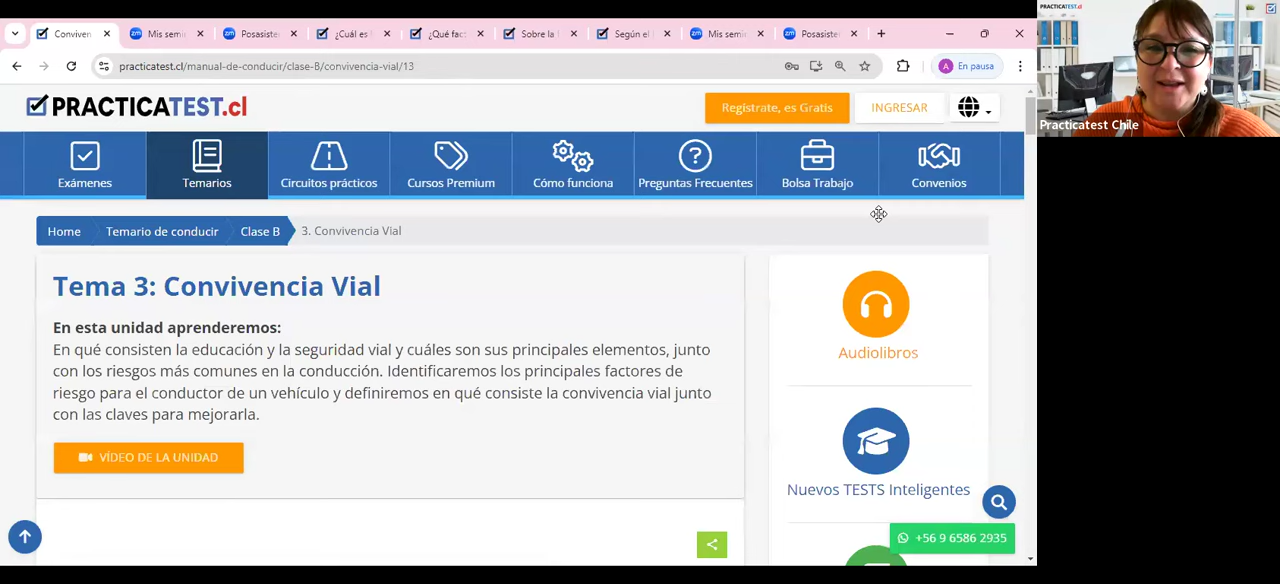 Conviven
Mis semi
Posasiste
¿Cuál es
¿Qué fac
Sobre la
Según el
Mis semi
Posasiste
practicatest.cl/manual-de-conducir/clase-B/convivencia-vial/13
A
En pausa
PRACTICATEST.cl
Regístrate, es Gratis
INGRESAR
Exámenes
Temarios
Circuitos prácticos
Cursos Premium
Cómo funciona
Preguntas Frecuentes
Bolsa Trabajo
Convenios
Home
Temario de conducir
Clase B
3. Convivencia Vial
Tema 3: Convivencia Vial
En esta unidad aprenderemos:
En qué consisten la educación y la seguridad vial y cuáles son sus principales elementos, junto
con los riesgos más comunes en la conducción. Identificaremos los principales factores de
riesgo para el conductor de un vehículo y definiremos en qué consiste la convivencia vial junto
con las claves para mejorarla.
VÍDEO DE LA UNIDAD
Audiolibros
Nuevos TESTS Inteligentes
+56 9 6586 2935
PRACTICATEST.cl
Practicatest Chile